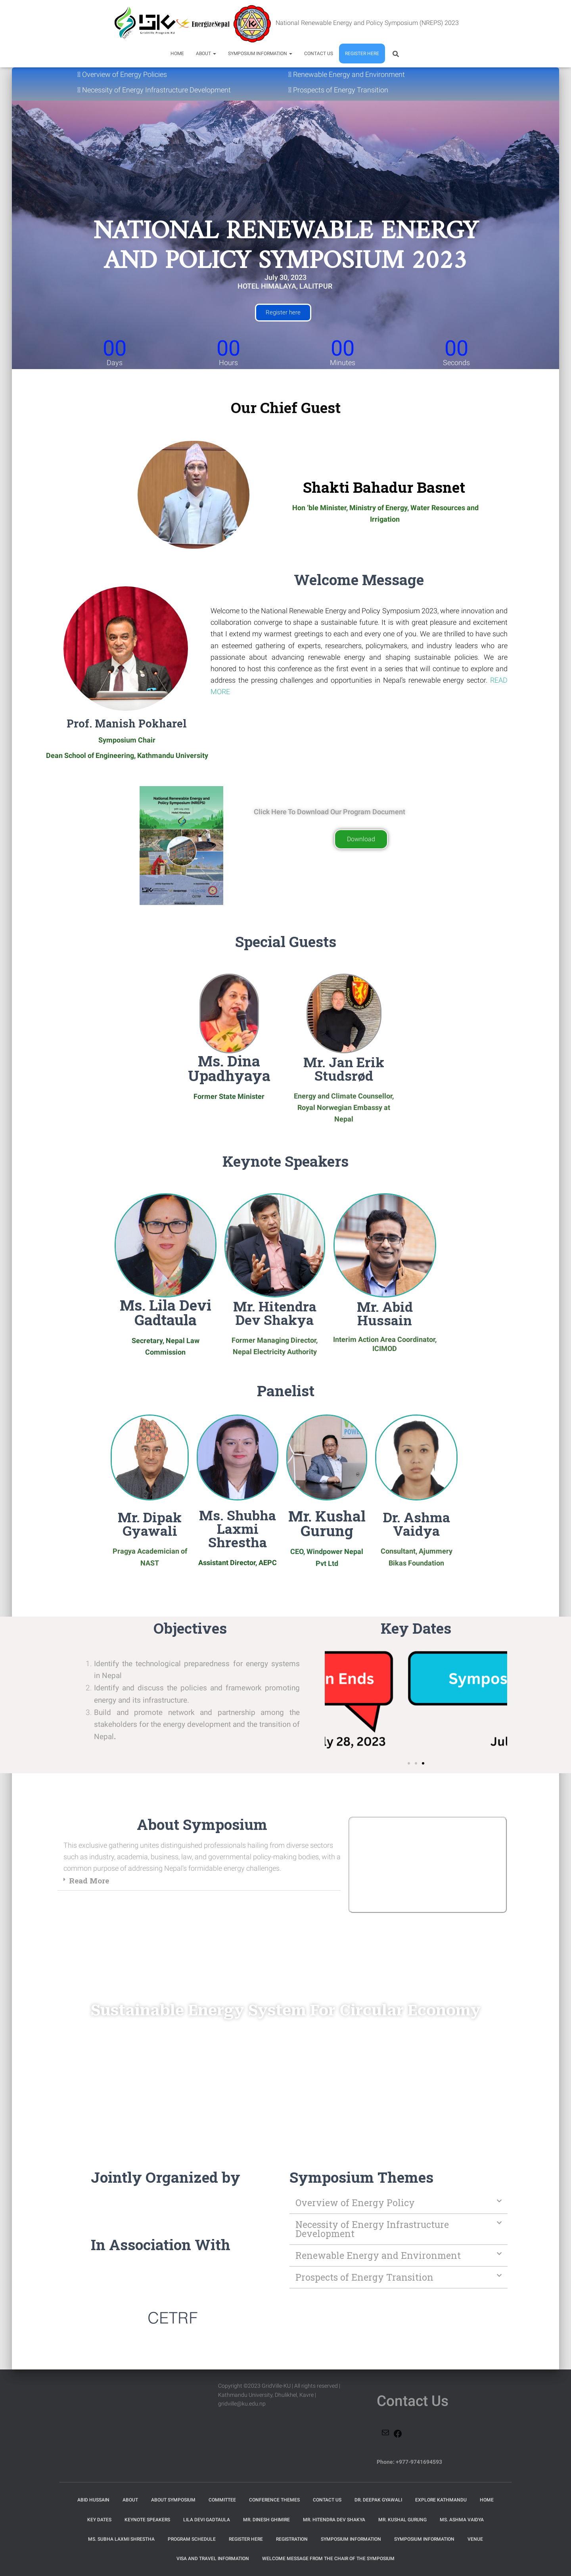 EnergizeNepal
National Renewable Energy and Policy Symposium (NREPS) 2023
HOME ABOUT SYMPOSIUM INFORMATION CONTACT US REGISTER HERE
Overview of Energy Policies
Renewable Energy and Environment
Necessity of Energy Infrastructure Development
Prospects of Energy Transition
NATIONAL RENEWABLE ENERGY
AND POLICY SYMPOSIUM 2023
July 30, 2023
HOTEL HIMALAYA, LALITPUR
Register here
00 00 00 00
Days Hours Minutes Seconds
Our Chief Guest
Shakti Bahadur Basnet
Hon 'ble Minister, Ministry of Energy, Water Resources and
Irrigation
Welcome Message
Welcome to the National Renewable Energy and Policy Symposium 2023, where innovation and
collaboration converge to shape a sustainable future. It is with great pleasure and excitement
that I extend my warmest greetings to each and every one of you. We are thrilled to have such
an esteemed gathering of experts, researchers, policymakers, and industry leaders who are
passionate about advancing renewable energy and shaping sustainable policies. We are
honored to host this conference as the first event in a series that will continue to explore and
address the pressing challenges and opportunities in Nepal's renewable energy sector. READ
MORE
Prof. Manish Pokharel
Symposium Chair
Dean School of Engineering, Kathmandu University
National Renewable Energy and
Policy Symposium (NREPS)
Click Here To Download Our Program Document
Download
Special Guests
Ms. Dina
Upadhyaya
Former State Minister
Mr. Jan Erik
Studsrød
Energy and Climate Counsellor,
Royal Norwegian Embassy at
Nepal
Keynote Speakers
Ms. Lila Devi
Gadtaula
Secretary, Nepal Law
Commission
Mr. Hitendra
Dev Shakya
Former Managing Director,
Nepal Electricity Authority
Mr. Abid
Hussain
Interim Action Area Coordinator,
ICIMOD
Panelist
Mr. Dipak
Gyawali
Pragya Academician of
NAST
Ms. Shubha
Laxmi
Shrestha
Assistant Director, AEPC
Mr. Kushal
Gurung
CEO, Windpower Nepal
Pvt Ltd
Dr. Ashma
Vaidya
Consultant, Ajummery
Bikas Foundation
Objectives
1. Identify the technological preparedness for energy systems
in Nepal
2. Identify and discuss the policies and framework promoting
energy and its infrastructure.
3. Build and promote network and partnership among the
stakeholders for the energy development and the transition of
Nepal.
Key Dates
n Ends
Sympos
ly 28, 2023
Jul
About Symposium
This exclusive gathering unites distinguished professionals hailing from diverse sectors
such as industry, academia, business, law, and governmental policy-making bodies, with a
common purpose of addressing Nepal's formidable energy challenges.
Read More
Sustainable Energy System For Circular Economy
Jointly Organized by
In Association With
CETRF
Symposium Themes
Overview of Energy Policy
Necessity of Energy Infrastructure
Development
Renewable Energy and Environment
Prospects of Energy Transition
Copyright ©2023 GridVille-KU | All rights reserved |
Kathmandu University, Dhulikhel, Kavre |
gridville@ku.edu.np
Contact Us
Phone: +977-9741694593
ABID HUSSAIN ABOUT ABOUT SYMPOSIUM COMMITTEE CONFERENCE THEMES CONTACT US DR. DEEPAK GYAWALI EXPLORE KATHMANDU HOME
KEY DATES KEYNOTE SPEAKERS LILA DEVI GADTAULA MR. DINESH GHIMIRE MR. HITENDRA DEV SHAKYA MR. KUSHAL GURUNG MS. ASHMA VAIDYA
MS. SUBHA LAXMI SHRESTHA PROGRAM SCHEDULE REGISTER HERE REGISTRATION SYMPOSIUM INFORMATION SYMPOSIUM INFORMATION VENUE
VISA AND TRAVEL INFORMATION WELCOME MESSAGE FROM THE CHAIR OF THE SYMPOSIUM